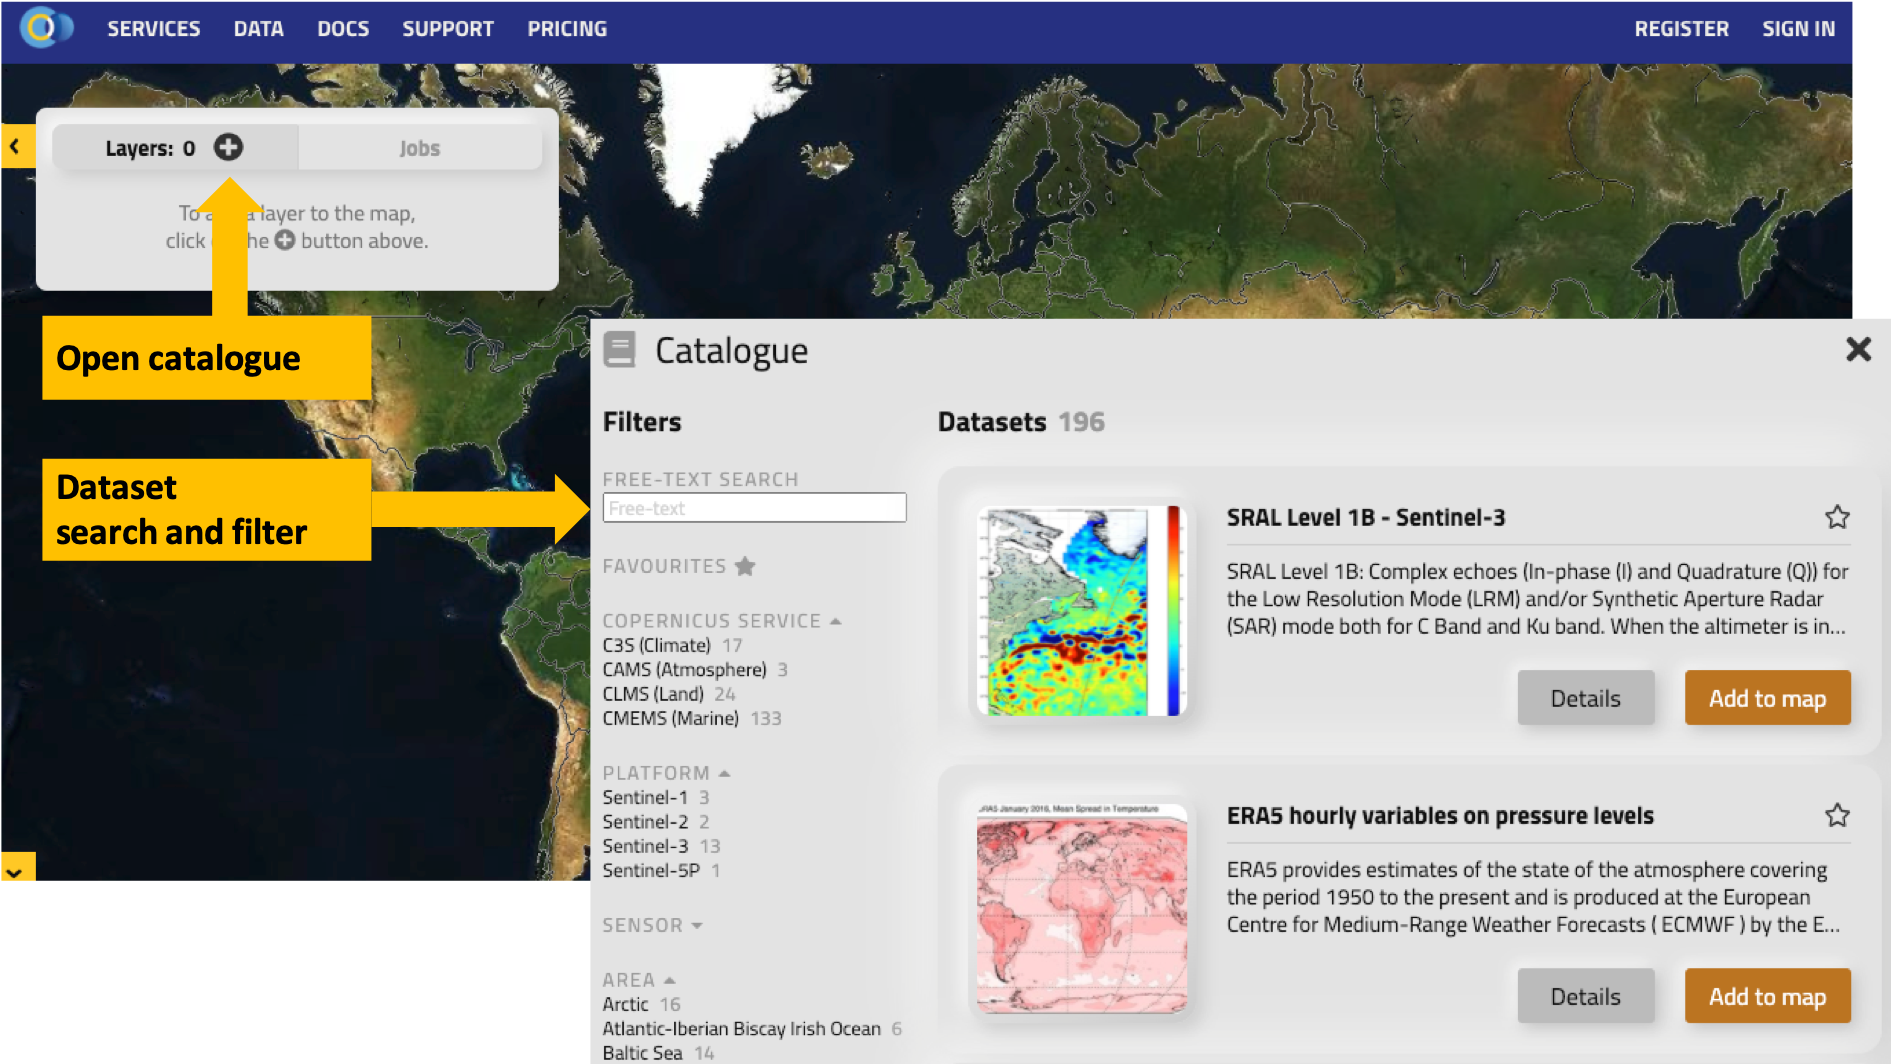 SERVICES DATA DOCS SUPPORT PRICING REGISTER SIGN IN
Layers: 0 Jobs
To a layer to the map,
click he button above.
Open catalogue
Dataset
search and filter
Catalogue
Filters
FREE-TEXT SEARCH
Free-text
FAVOURITES
COPERNICUS SERVICE
C3S (Climate) 17
CAMS (Atmosphere) 3
CLMS (Land) 24
CMEMS (Marine) 133
PLATFORM
Sentinel-1 3
Sentinel-2 2
Sentinel-3 13
Sentinel-5P 1
SENSOR
AREA
Arctic 16
Atlantic-Iberian Biscay Irish Ocean 6
Baltic Sea 14
Datasets 196
SRAL Level 1B - Sentinel-3
SRAL Level 1B: Complex echoes (In-phase (I) and Quadrature (Q)) for
the Low Resolution Mode (LRM) and/or Synthetic Aperture Radar
(SAR) mode both for C Band and Ku band. When the altimeter is in...
Details Add to map
January 2016, Mean Spread in Temperature
ERA5 hourly variables on pressure levels
ERA5 provides estimates of the state of the atmosphere covering
the period 1950 to the present and is produced at the European
Centre for Medium-Range Weather Forecasts ( ECMWF ) by the E...
Details Add to map